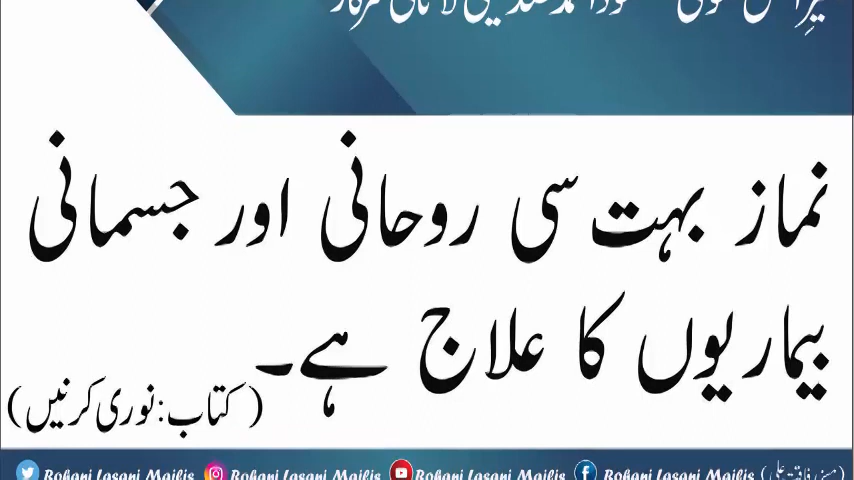 نماز بہت سی روحانی اور جسمانی
بیماریوں کا علاج ہے۔
(کتاب:نوری کرنیں)
Rohani Lasani Majlis Rohani Lasani Majlis Rohani Lasani Majlis Rohani Lasani Majlis